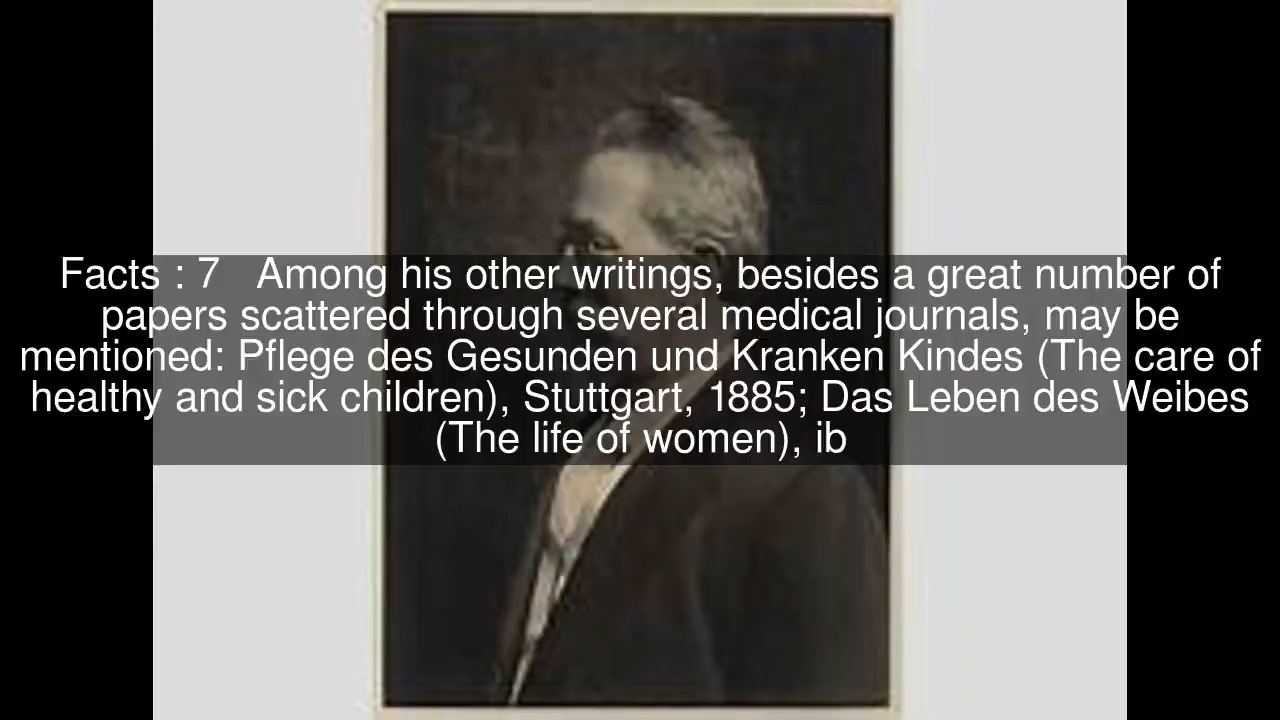 Facts : 7 Among his other writings, besides a great number of
papers scattered through several medical journals, may be
mentioned: Pflege des Gesunden und Kranken Kindes (The care of
healthy and sick children), Stuttgart, 1885; Das Leben des Weibes
(The life of women), ib